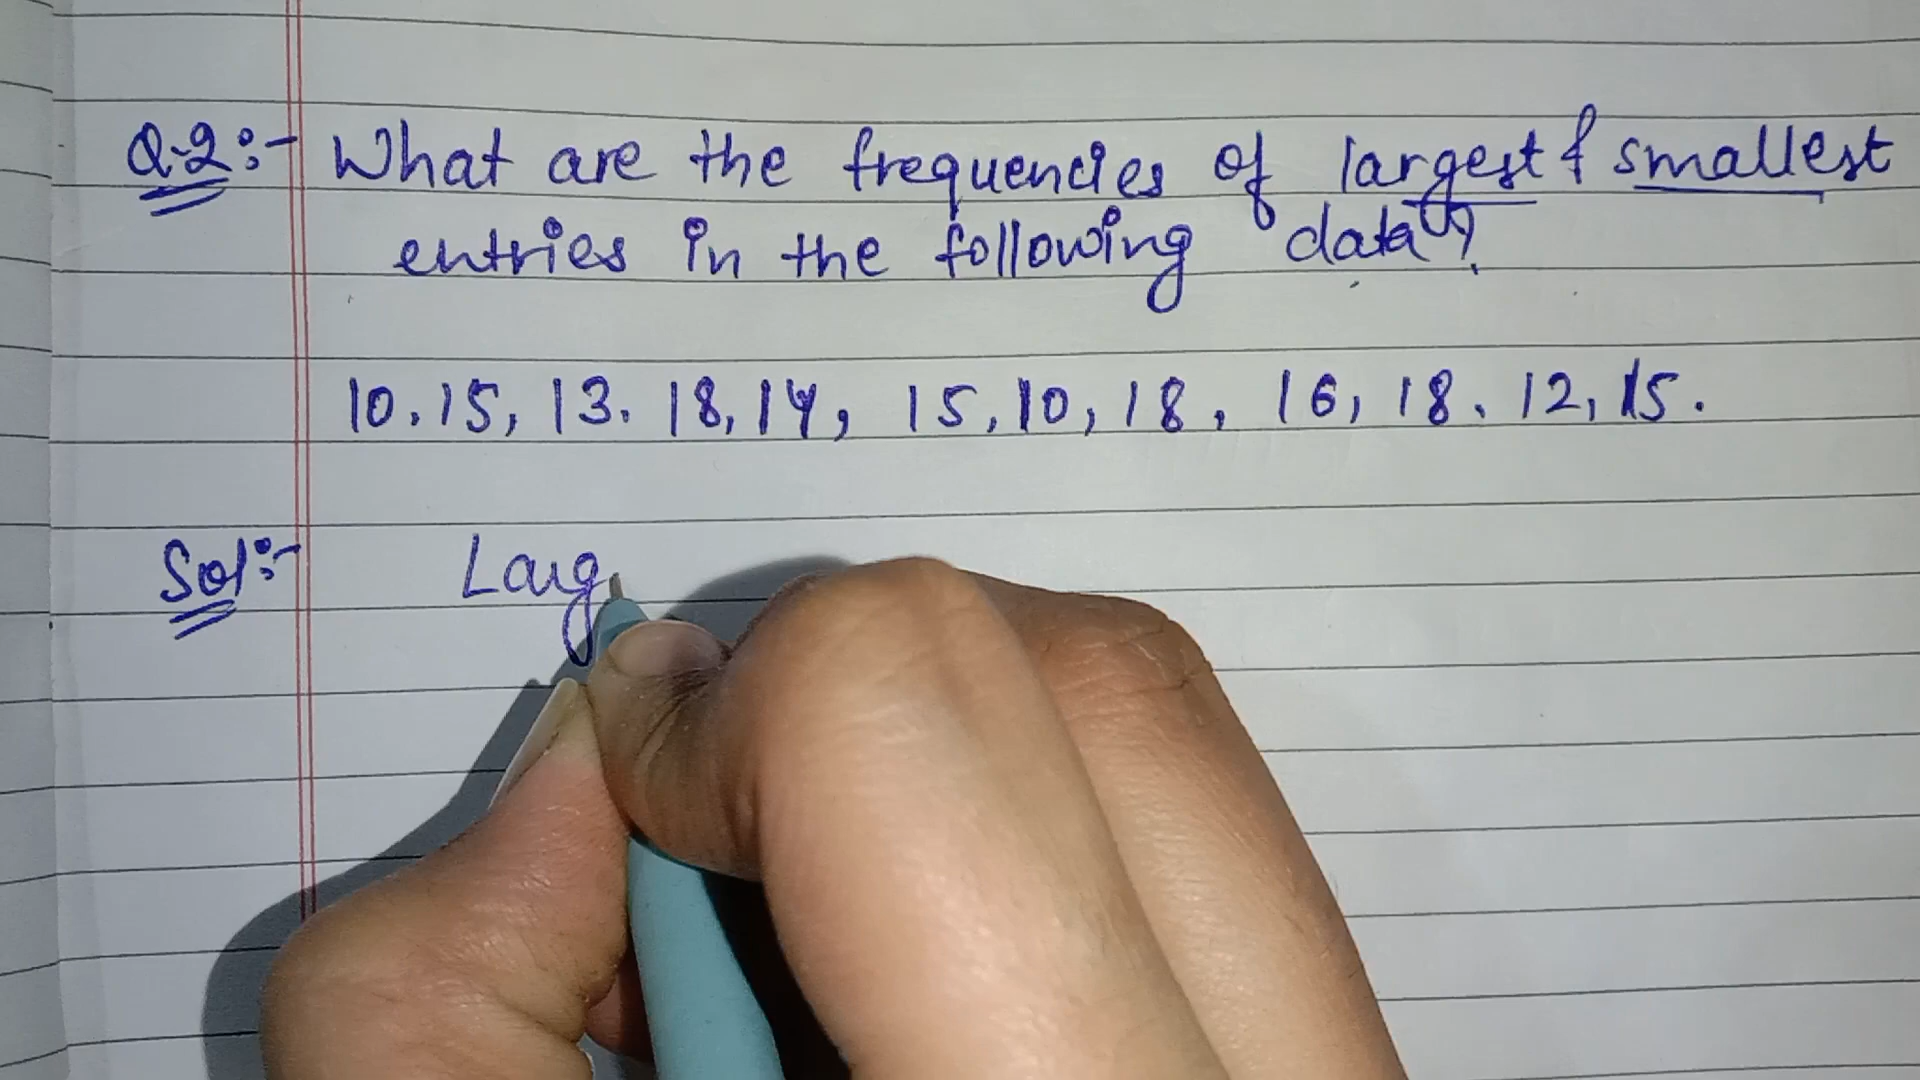 Q.2:- What are the frequencies of largest & smallest
entries in the following data?
10, 15, 13, 18, 14, 15, 10, 18, 16, 18, 12, 15.
Sol:- Larg